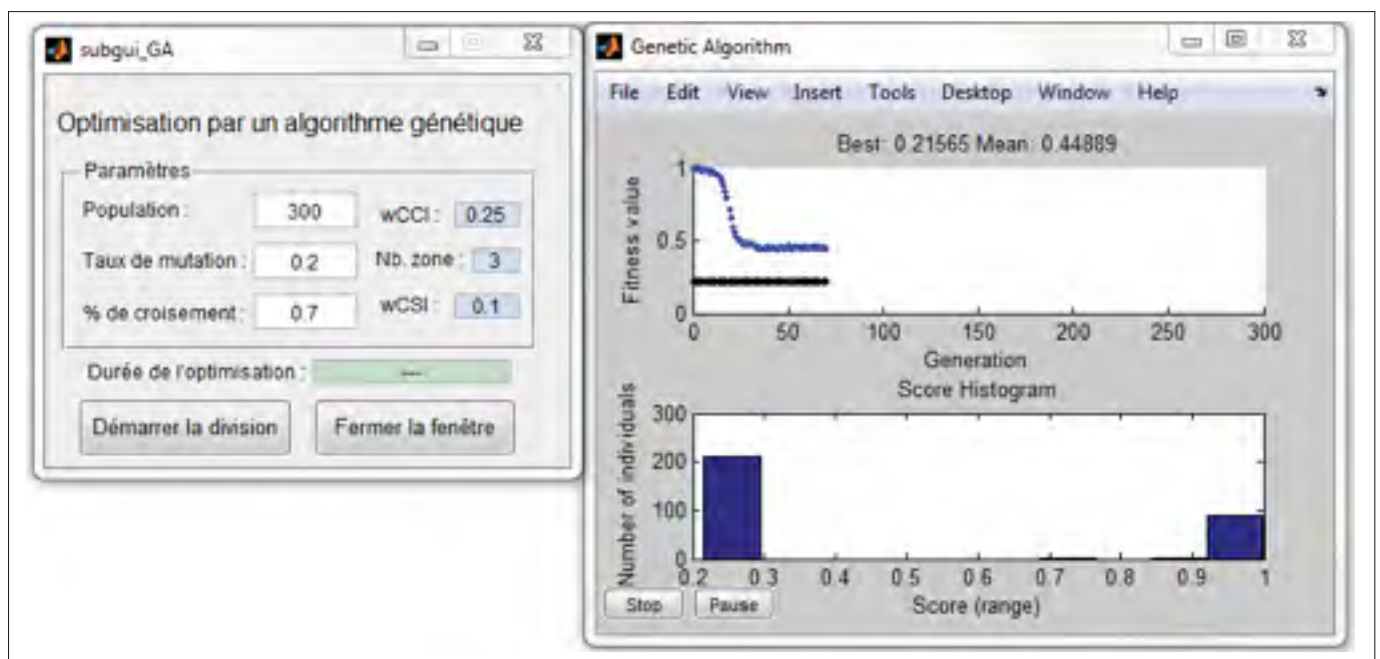 subgui_GA
Optimisation par un algorithme génétique
Paramètres
Population : 300 wCCI : 0.25
Taux de mutation : 0.2 Nb. zone : 3
% de croisement : 0.7 wCSI : 0.1
Durée de l'optimisation : ---
Démarrer la division Fermer la fenêtre
Genetic Algorithm
File Edit View Insert Tools Desktop Window Help
Best: 0.21565 Mean: 0.44889
Fitness value
1
0.5
0
0 50 100 150 200 250 300
Generation
Score Histogram
Number of individuals
300
200
100
0
0.2 0.3 0.4 0.5 0.6 0.7 0.8 0.9 1
Score (range)
Stop Pause